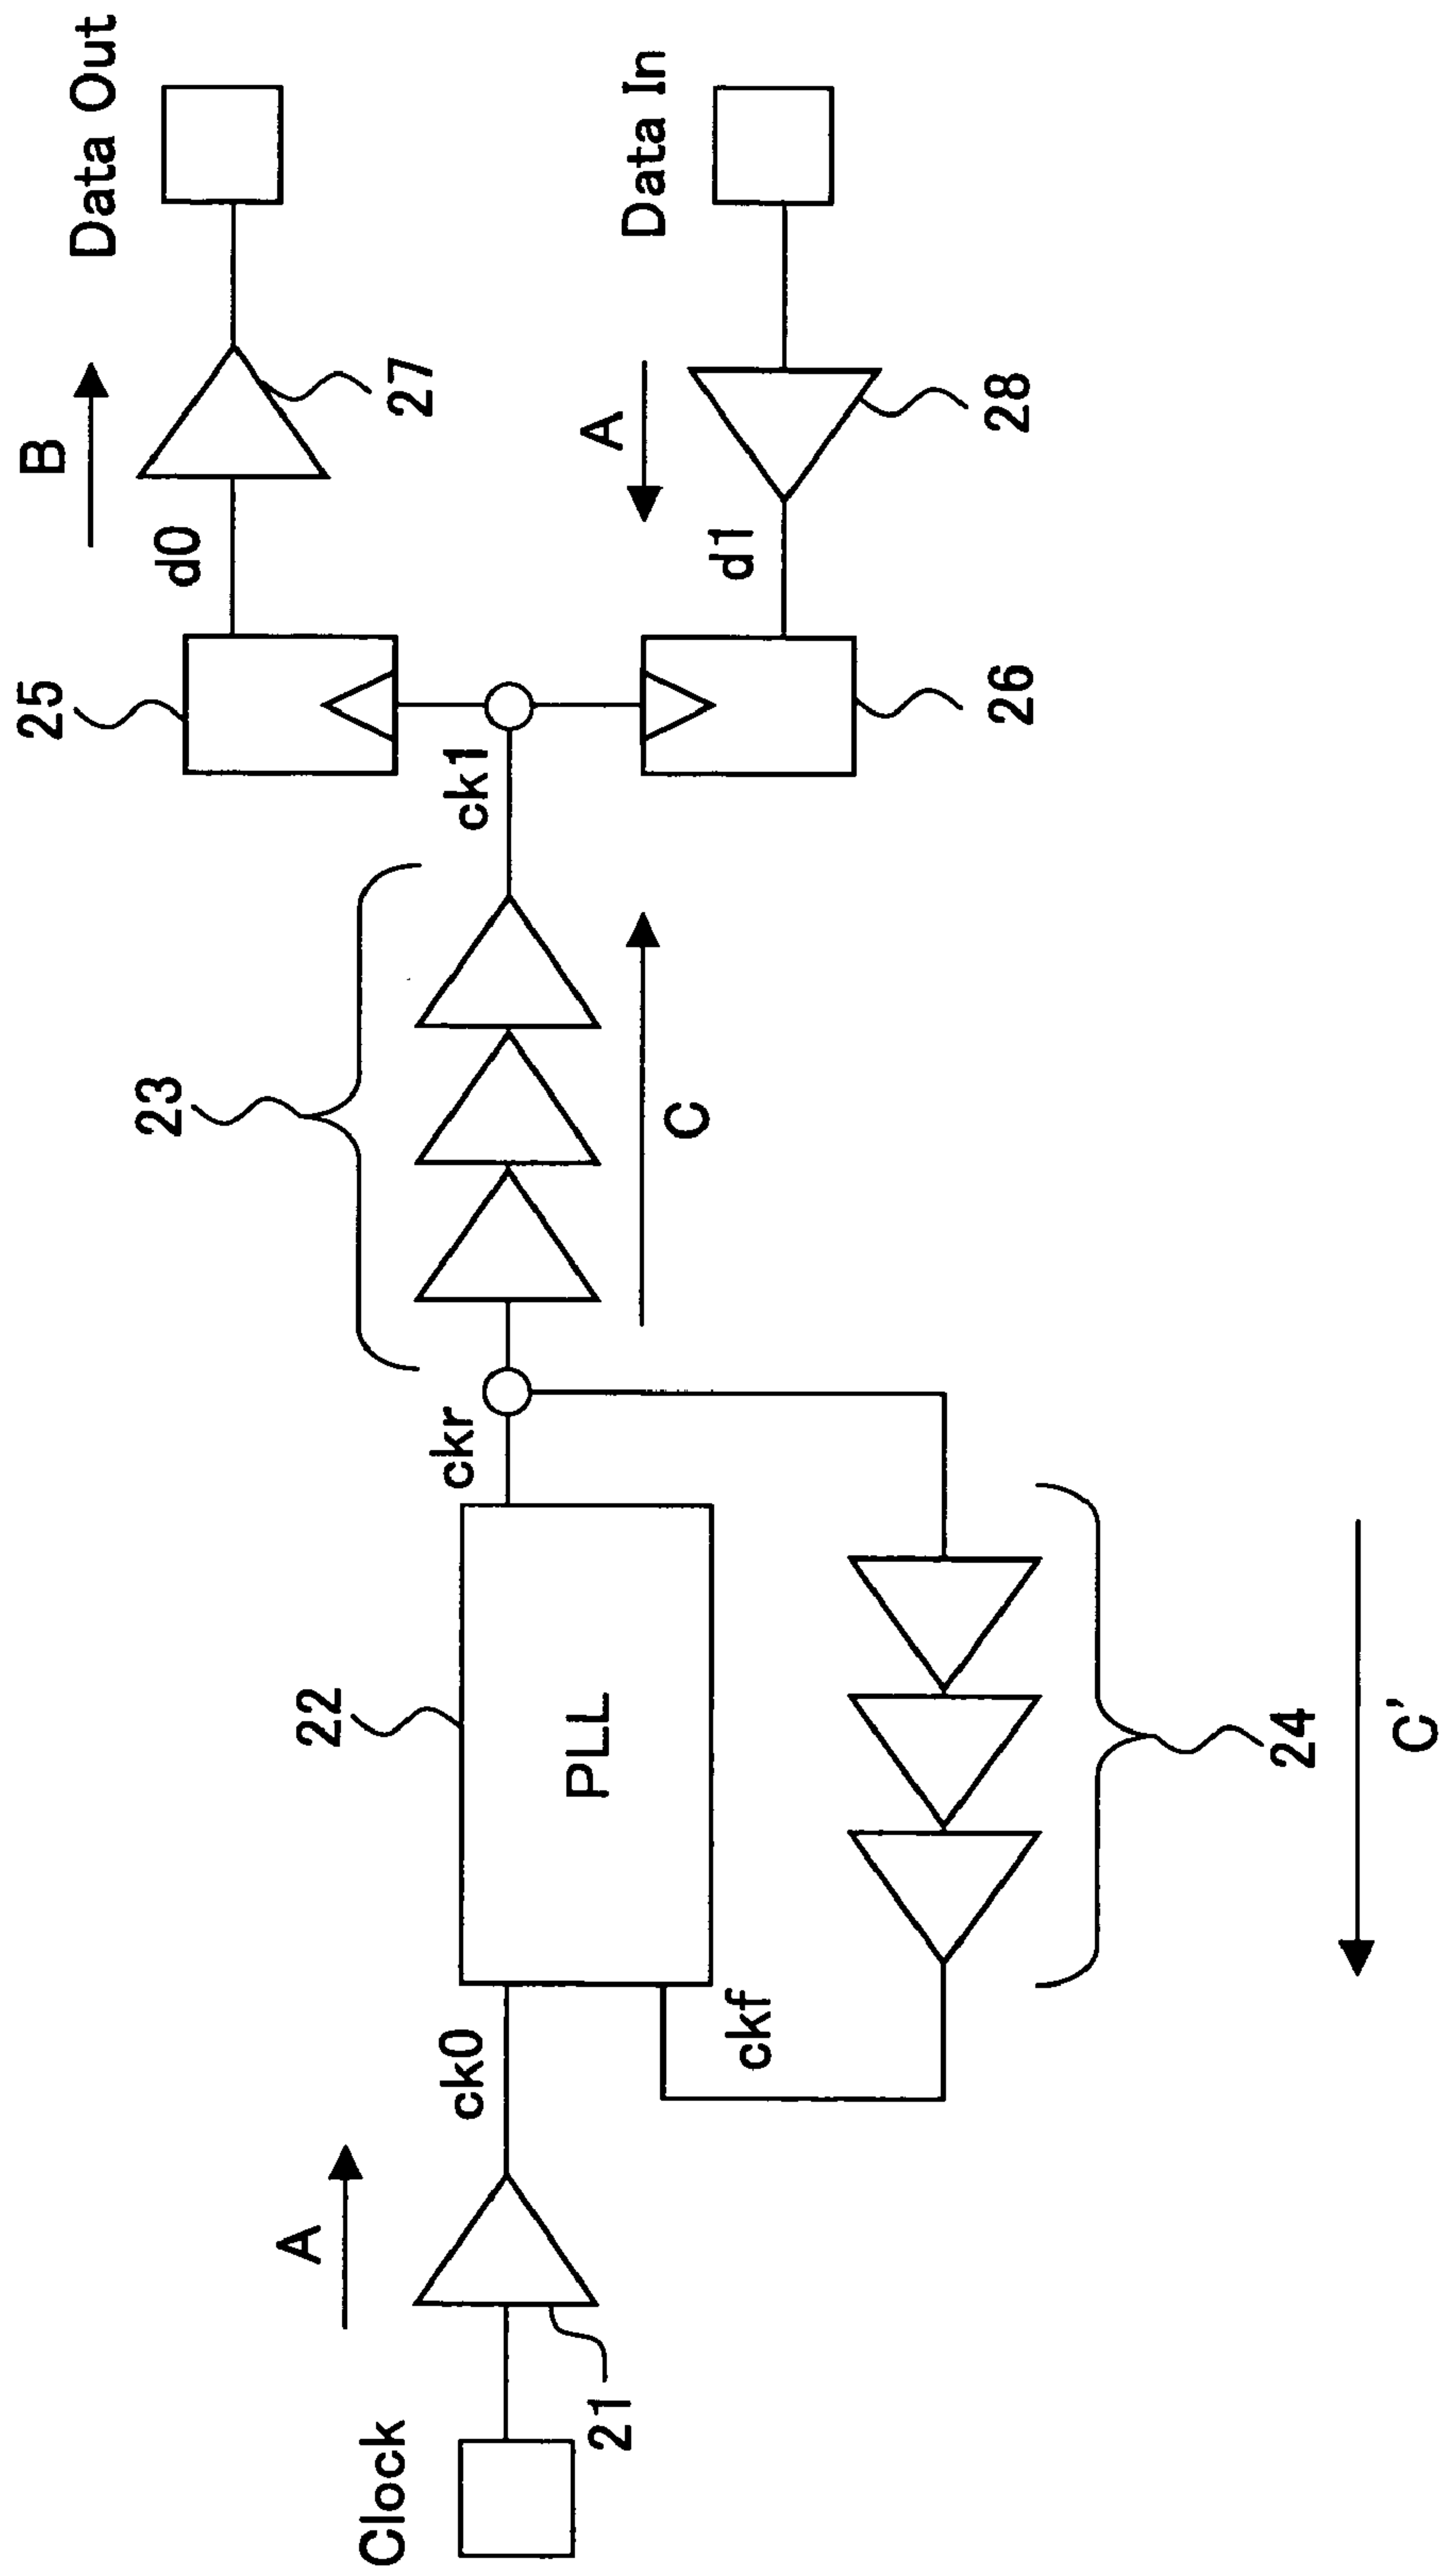 Clock
A
21
ck0
22
PLL
ckf
ckr
24
C'
23
C
ck1
25
26
d0
B
27
Data Out
d1
A
28
Data In